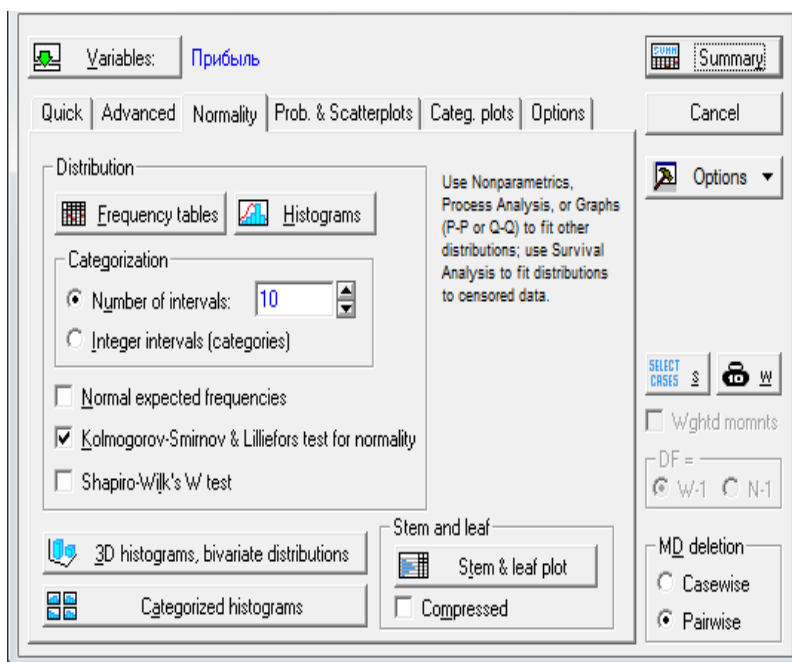 Variables:
Прибыль
SUMM
Summary
Quick
Advanced
Normality
Prob. & Scatterplots
Categ. plots
Options
Cancel
Options
Distribution
Frequency tables
Histograms
Categorization
Number of intervals:
10
Integer intervals (categories)
Normal expected frequencies
Kolmogorov-Smirnov & Lilliefors test for normality
Shapiro-Wilk's W test
Use Nonparametrics,
Process Analysis, or Graphs
(P-P or Q-Q) to fit other
distributions; use Survival
Analysis to fit distributions
to censored data.
SELECT
CASES
S
10
W
Wghtd momnts
DF =
W-1
N-1
3D histograms, bivariate distributions
Categorized histograms
Stem and leaf
Stem & leaf plot
Compressed
MD deletion
Casewise
Pairwise